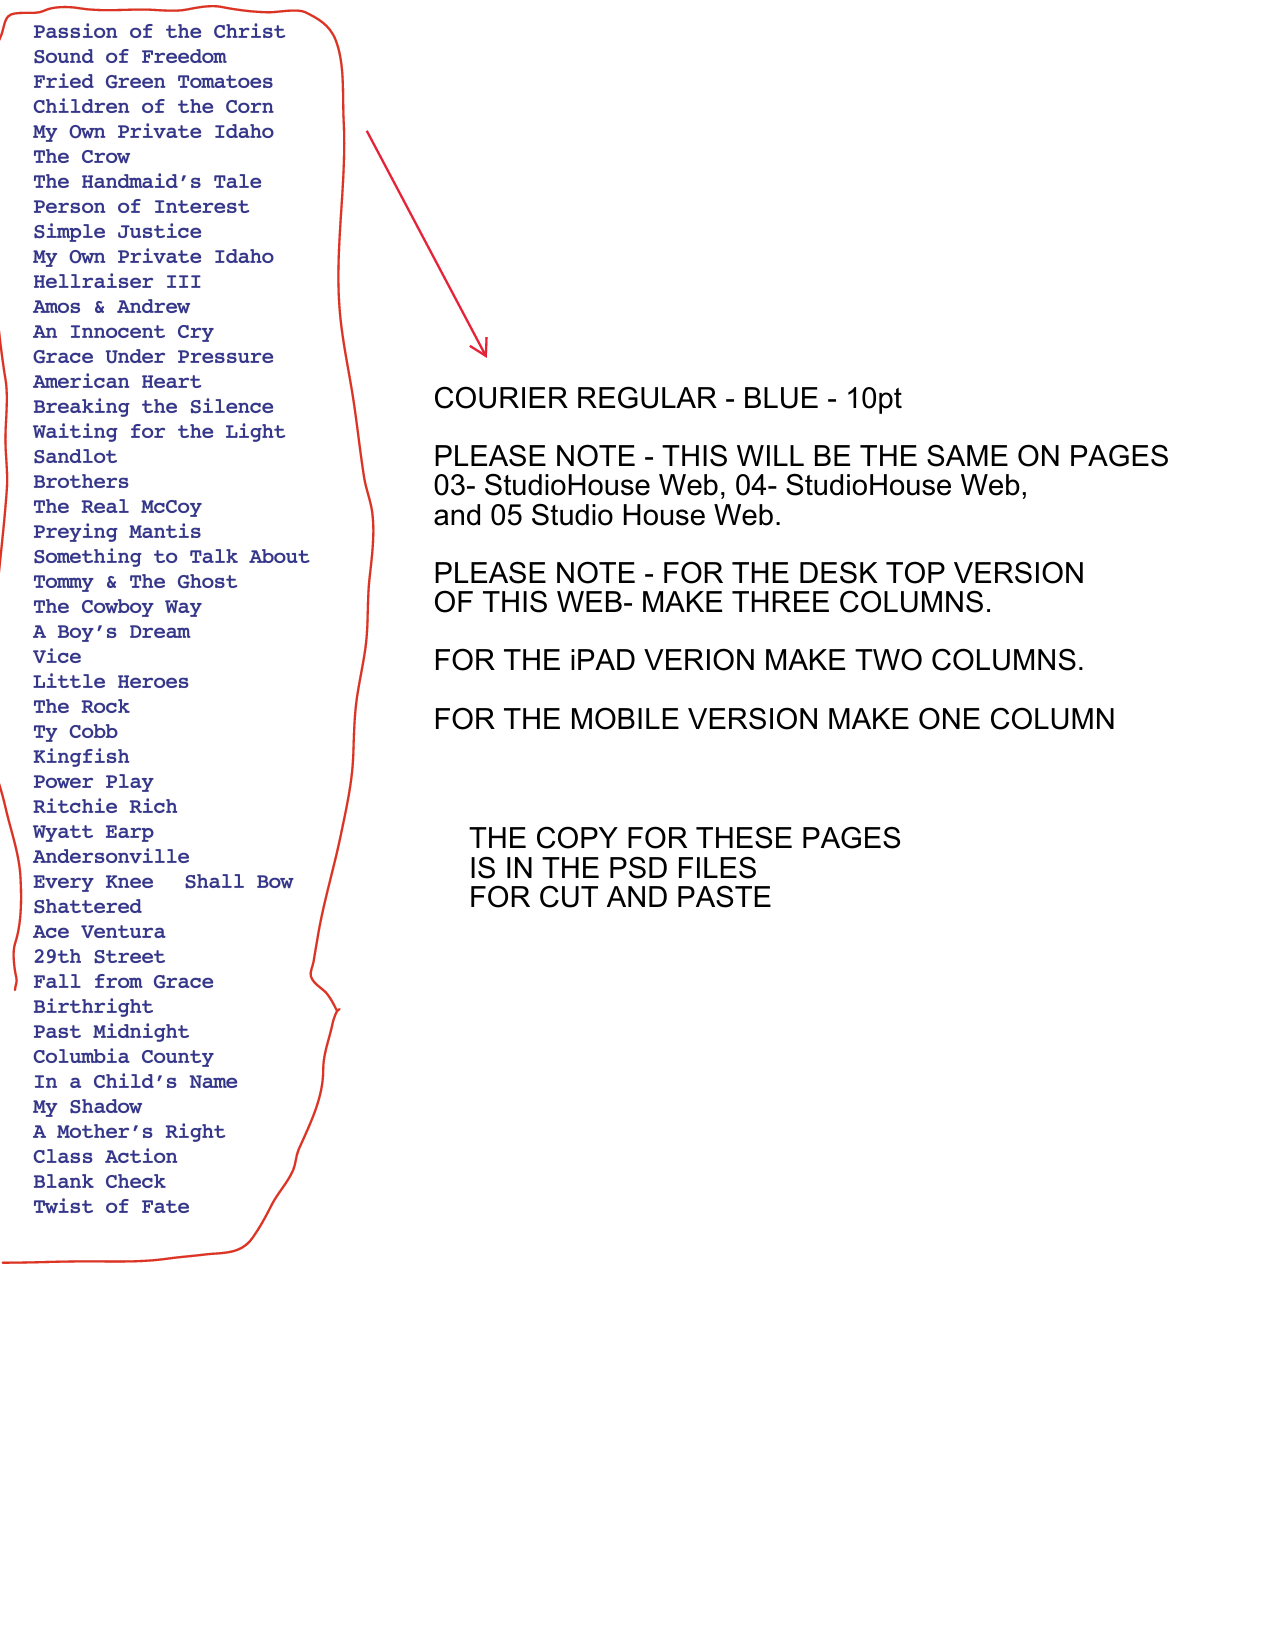 Passion of the Christ
Sound of Freedom
Fried Green Tomatoes
Children of the Corn
My Own Private Idaho
The Crow
The Handmaid’s Tale
Person of Interest
Simple Justice
My Own Private Idaho
Hellraiser III
Amos & Andrew
An Innocent Cry
Grace Under Pressure
American Heart
Breaking the Silence
Waiting for the Light
Sandlot
Brothers
The Real McCoy
Preying Mantis
Something to Talk About
Tommy & The Ghost
The Cowboy Way
A Boy’s Dream
Vice
Little Heroes
The Rock
Ty Cobb
Kingfish
Power Play
Ritchie Rich
Wyatt Earp
Andersonville
Every Knee Shall Bow
Shattered
Ace Ventura
29th Street
Fall from Grace
Birthright
Past Midnight
Columbia County
In a Child’s Name
My Shadow
A Mother’s Right
Class Action
Blank Check
Twist of Fate
COURIER REGULAR - BLUE - 10pt
PLEASE NOTE - THIS WILL BE THE SAME ON PAGES
03- StudioHouse Web, 04- StudioHouse Web,
and 05 Studio House Web.
PLEASE NOTE - FOR THE DESK TOP VERSION
OF THIS WEB- MAKE THREE COLUMNS.
FOR THE iPAD VERION MAKE TWO COLUMNS.
FOR THE MOBILE VERSION MAKE ONE COLUMN
THE COPY FOR THESE PAGES
IS IN THE PSD FILES
FOR CUT AND PASTE